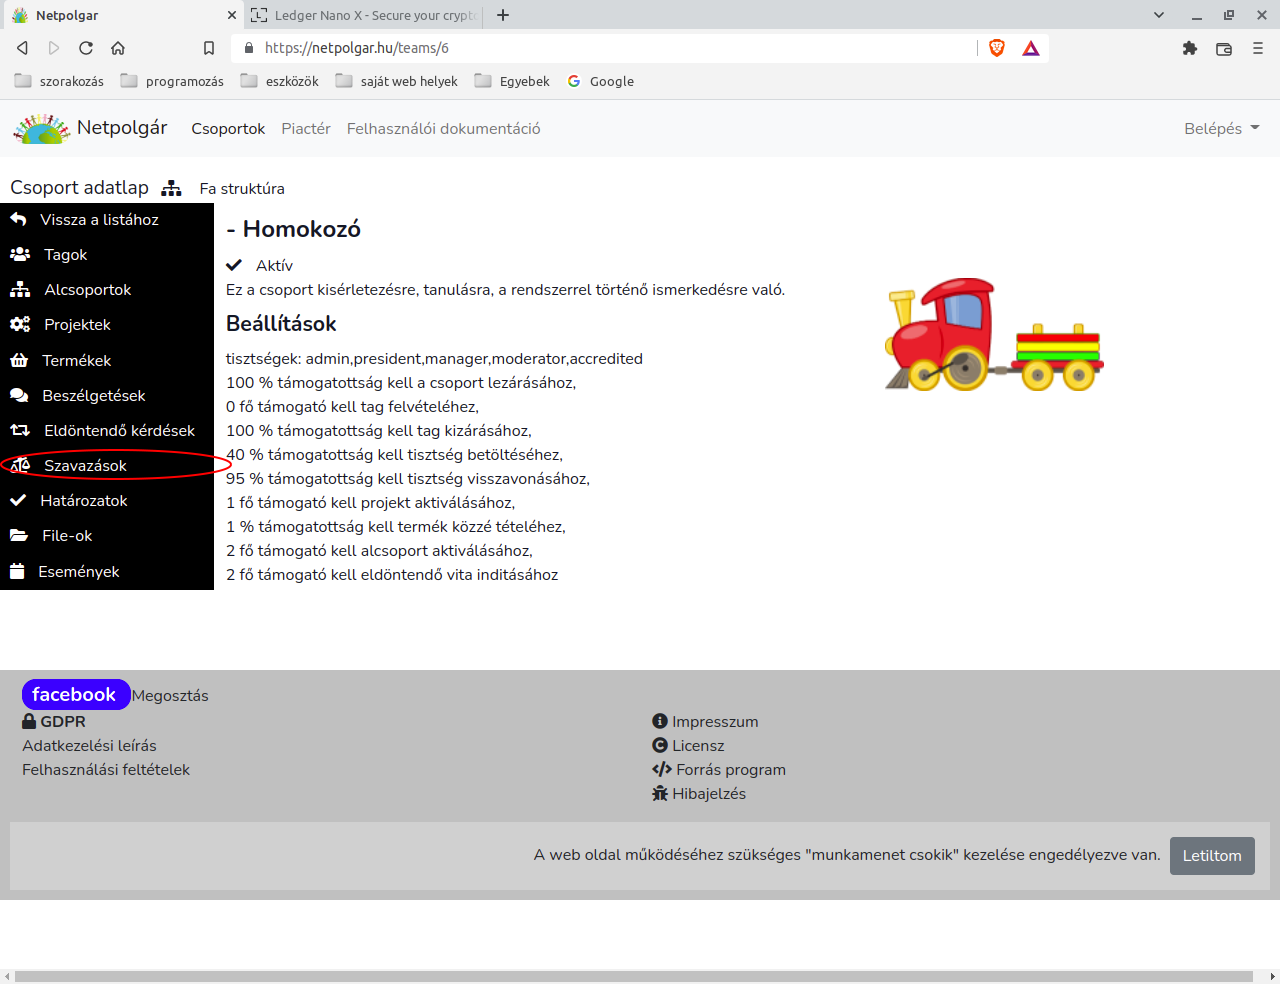 Netpolgar
Ledger Nano X - Secure your crypto
https://netpolgar.hu/teams/6
szorakozás
programozás
eszközök
saját web helyek
Egyebek
Google
Netpolgár
Csoportok
Piactér
Felhasználói dokumentáció
Belépés
Csoport adatlap
Fa struktúra
Vissza a listához
Tagok
Alcsoportok
Projektek
Termékek
Beszélgetések
Eldöntendő kérdések
Szavazások
Határozatok
File-ok
Események
- Homokozó
Aktív
Ez a csoport kisérletezésre, tanulásra, a rendszerrel történő ismerkedésre való.
Beállítások
tisztségek: admin,president,manager,moderator,accredited
100 % támogatottság kell a csoport lezárásához,
0 fő támogató kell tag felvételéhez,
100 % támogatottság kell tag kizárásához,
40 % támogatottság kell tisztség betöltéséhez,
95 % támogatottság kell tisztség visszavonásához,
1 fő támogató kell projekt aktiválásához,
1 % támogatottság kell termék közzé tételéhez,
2 fő támogató kell alcsoport aktiválásához,
2 fő támogató kell eldöntendő vita inditásához
facebook Megosztás
GDPR
Adatkezelési leírás
Felhasználási feltételek
Impresszum
Licensz
Forrás program
Hibajelzés
A web oldal működéséhez szükséges "munkamenet csokik" kezelése engedélyezve van.
Letiltom